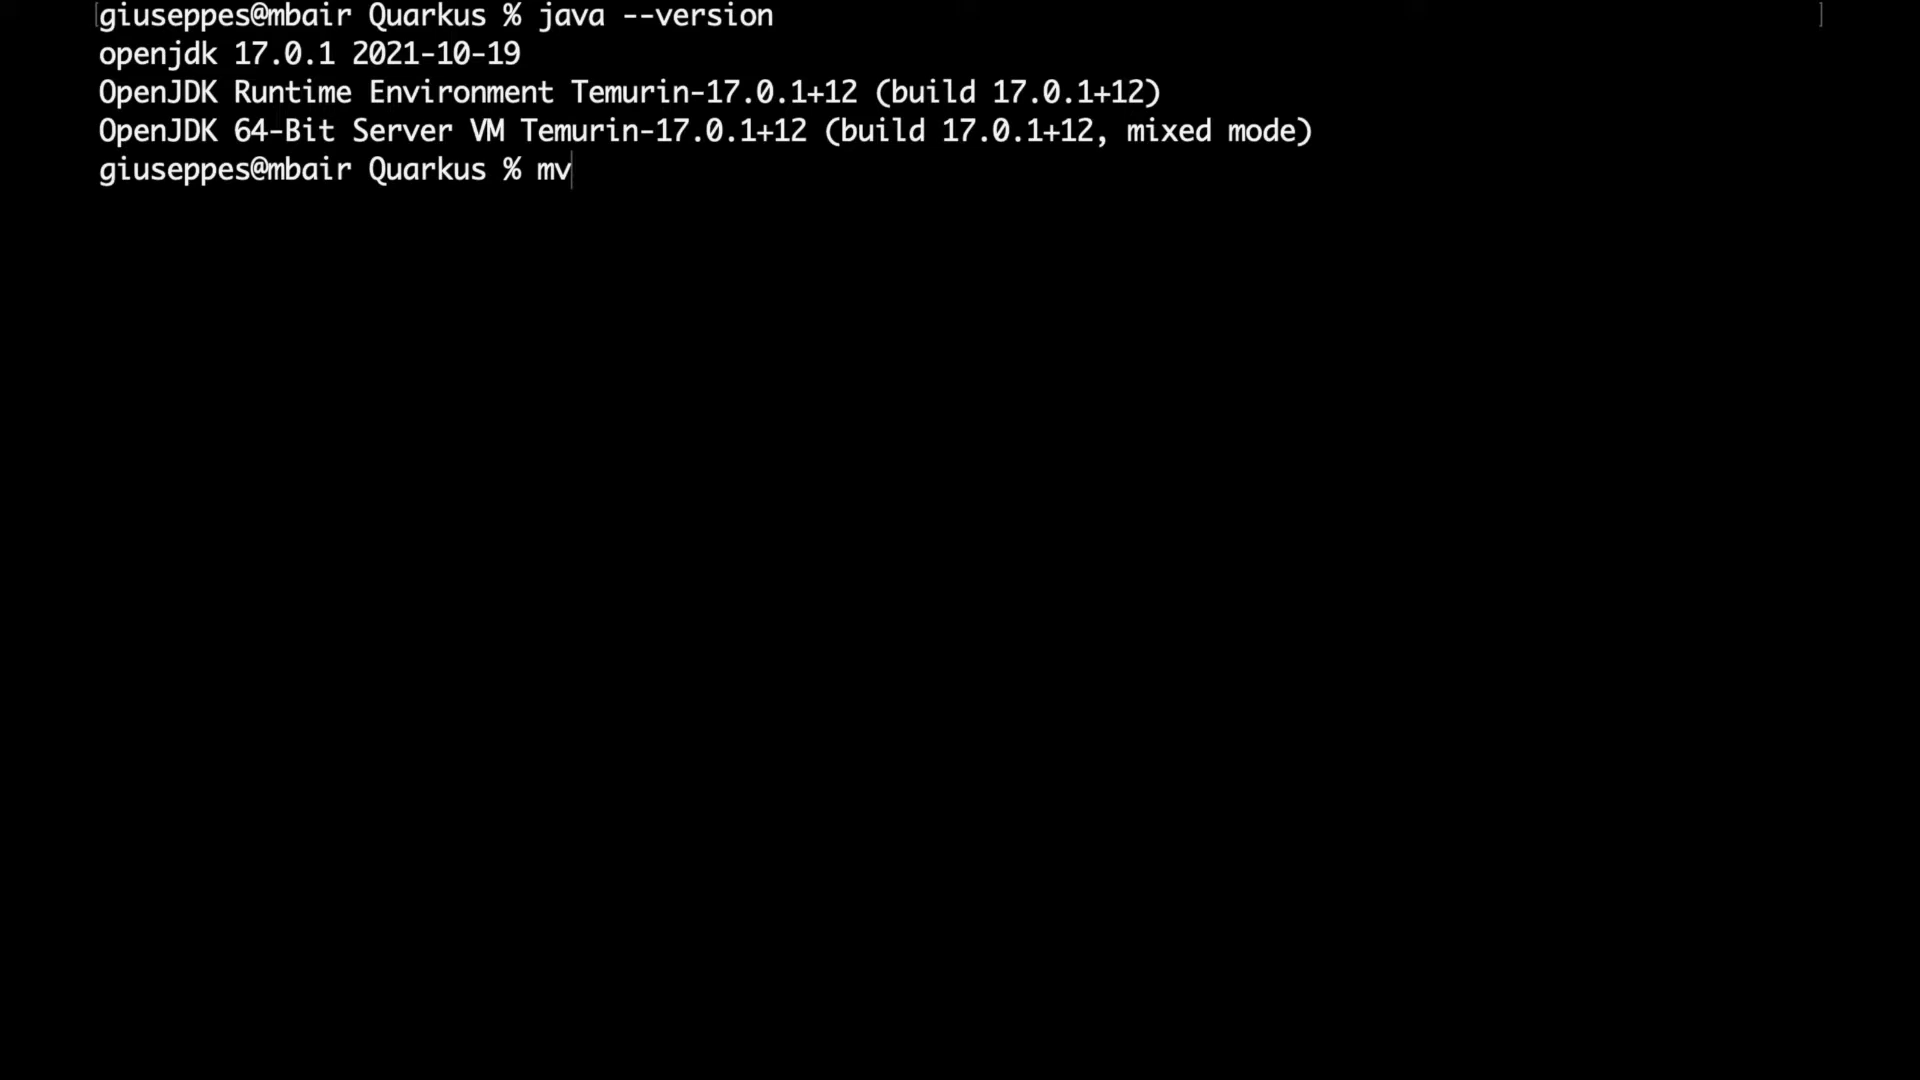 [giuseppes@mbair Quarkus % java --version ]
openjdk 17.0.1 2021-10-19
OpenJDK Runtime Environment Temurin-17.0.1+12 (build 17.0.1+12)
OpenJDK 64-Bit Server VM Temurin-17.0.1+12 (build 17.0.1+12, mixed mode)
giuseppes@mbair Quarkus % mv